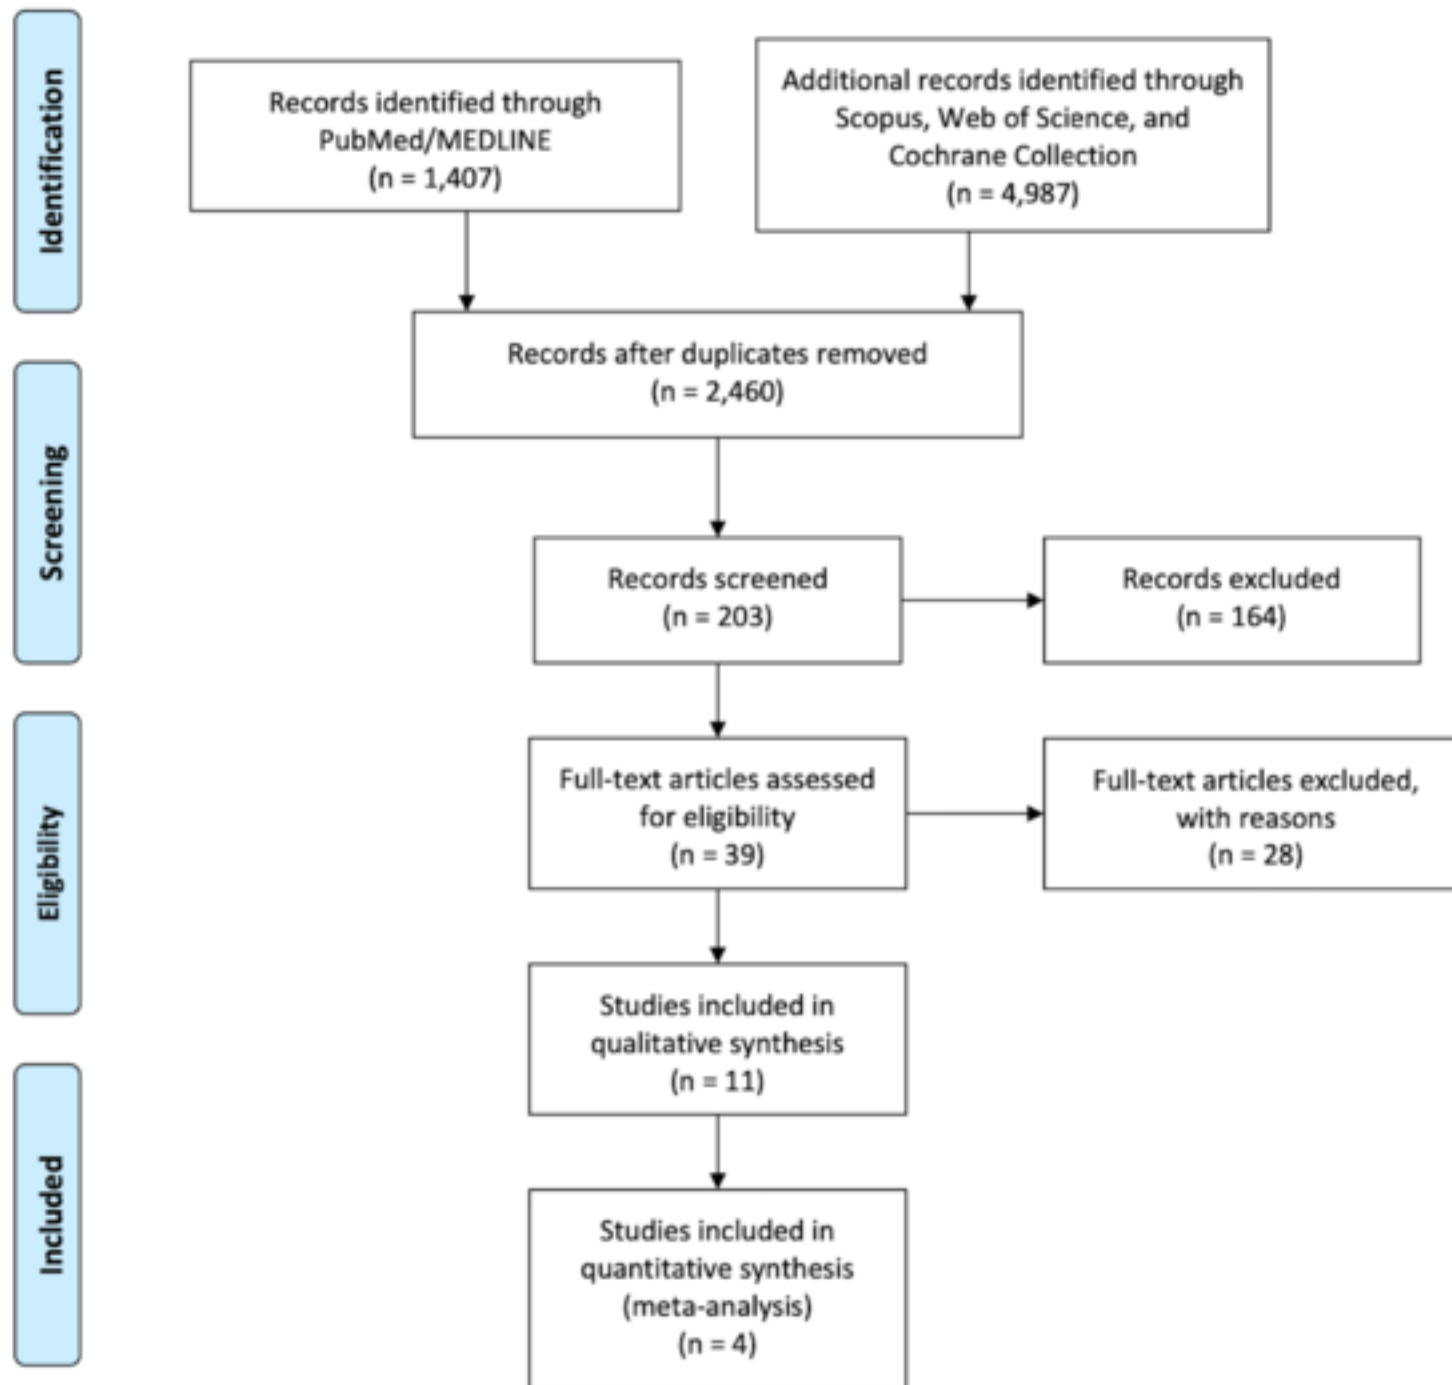 Identification
Records identified through
PubMed/MEDLINE
(n = 1,407)
Additional records identified through
Scopus, Web of Science, and
Cochrane Collection
(n = 4,987)
Records after duplicates removed
(n = 2,460)
Screening
Records screened
(n = 203)
Records excluded
(n = 164)
Eligibility
Full-text articles assessed
for eligibility
(n = 39)
Full-text articles excluded,
with reasons
(n = 28)
Studies included in
qualitative synthesis
(n = 11)
Included
Studies included in
quantitative synthesis
(meta-analysis)
(n = 4)